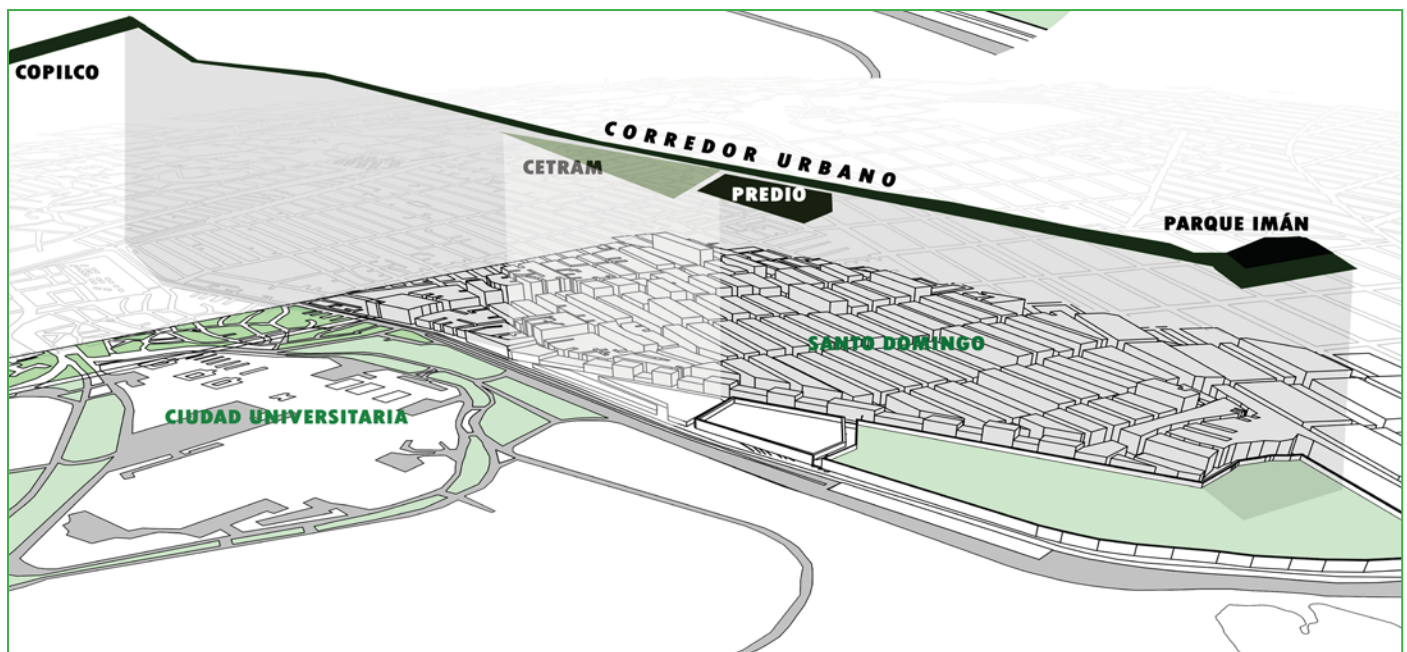 COPILCO
CORREDOR URBANO
CETRAM
PREDIO
PARQUE IMÁN
SANTO DOMINGO
CIUDAD UNIVERSITARIA